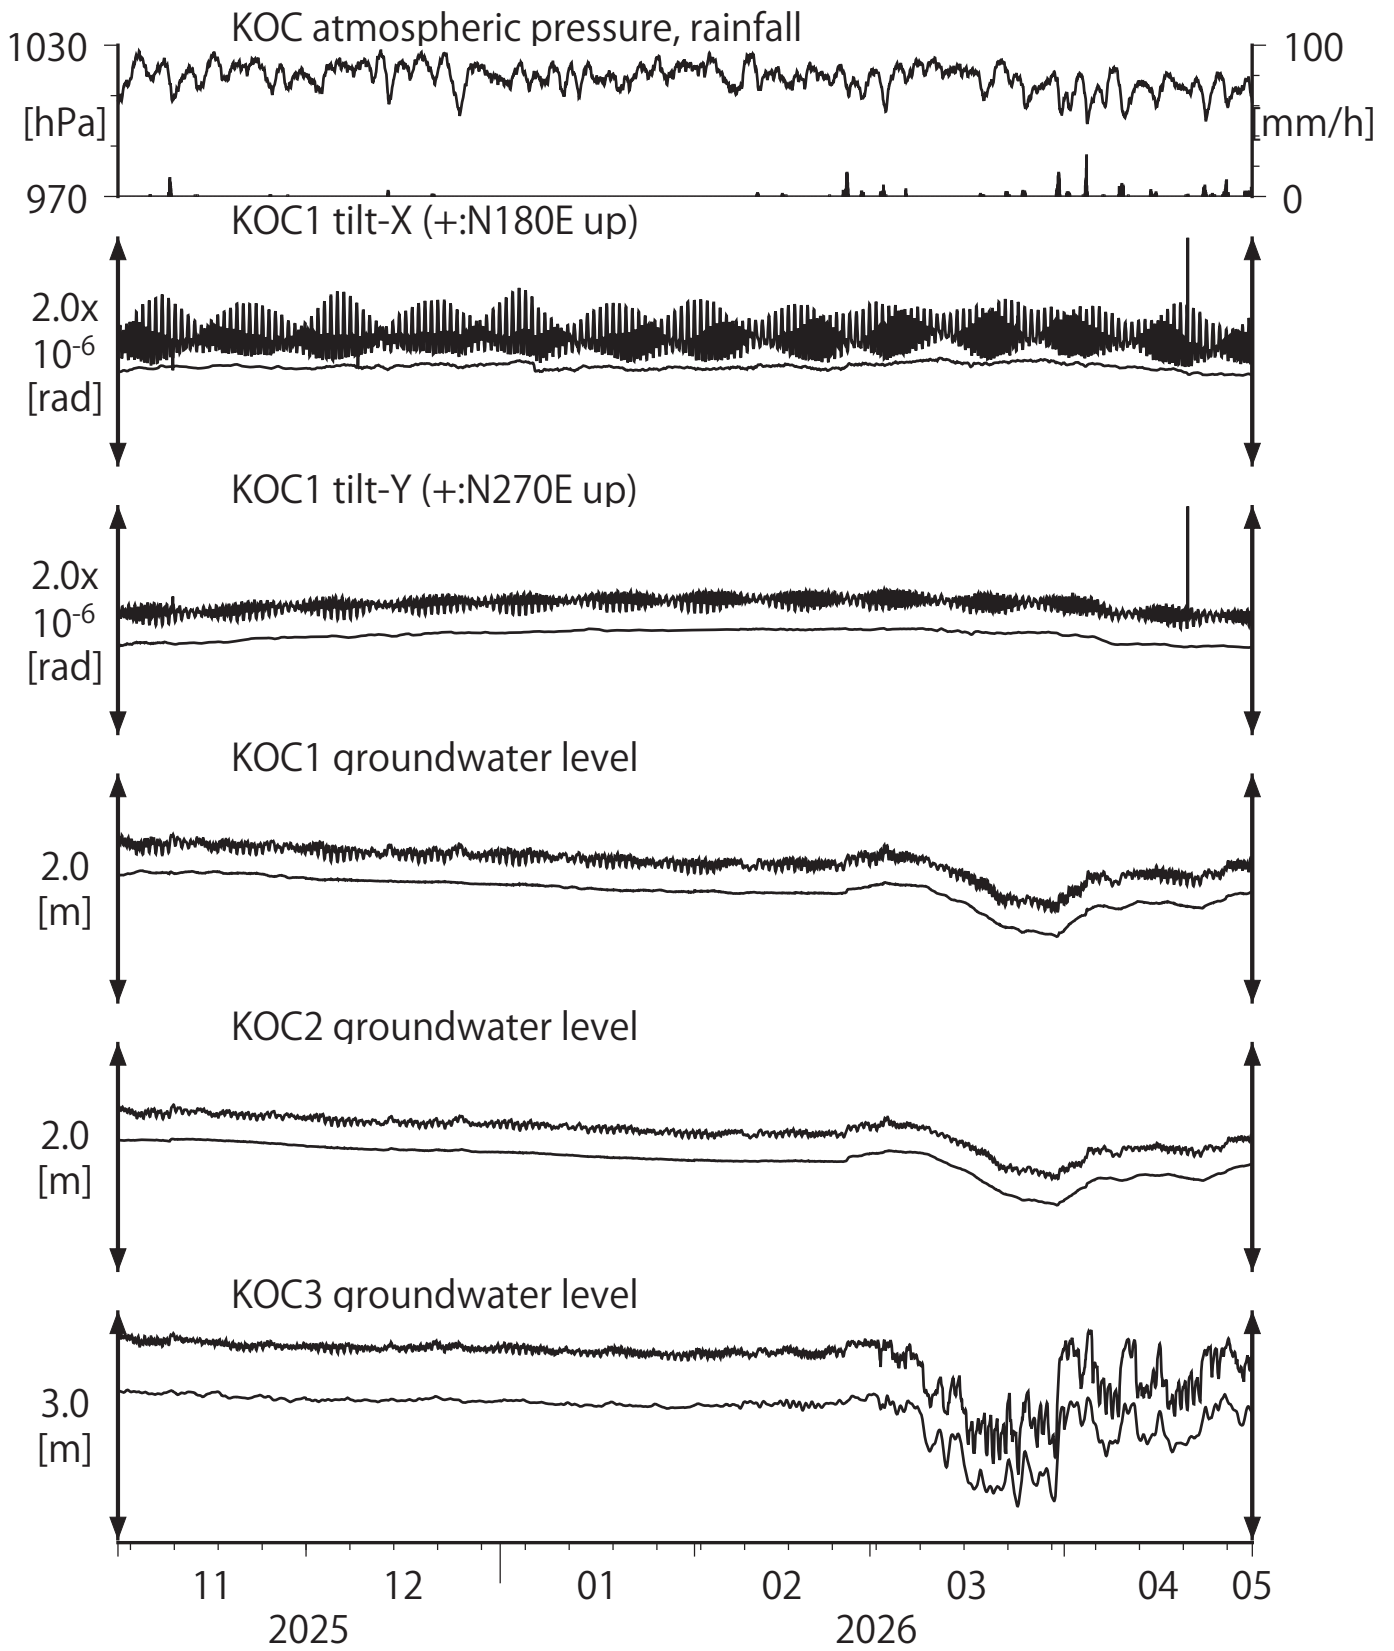 KOC atmospheric pressure, rainfall
1030
100
[hPa]
[mm/h]
970
0
KOC1 tilt-X (+:N180E up)
2.0x
10⁻⁶
[rad]
KOC1 tilt-Y (+:N270E up)
2.0x
10⁻⁶
[rad]
KOC1 groundwater level
2.0
[m]
KOC2 groundwater level
2.0
[m]
KOC3 groundwater level
3.0
[m]
11 12 01 02 03 04 05
2025 2026